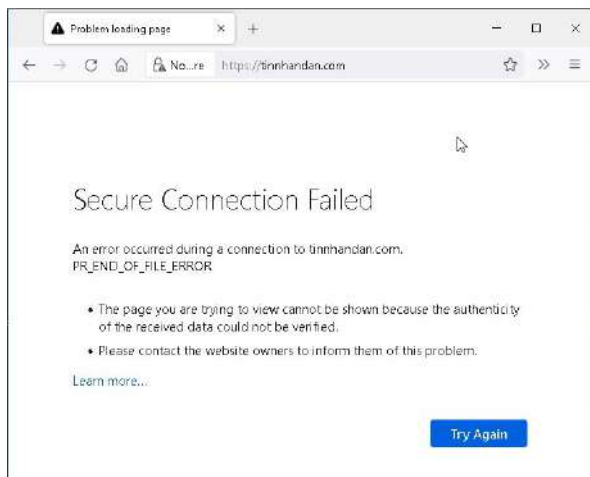 Problem loading page
No...re
https://tinnhandan.com
Secure Connection Failed
An error occurred during a connection to tinnhandan.com.
PR_END_OF_FILE_ERROR
• The page you are trying to view cannot be shown because the authenticity
of the received data could not be verified.
• Please contact the website owners to inform them of this problem.
Learn more...
Try Again